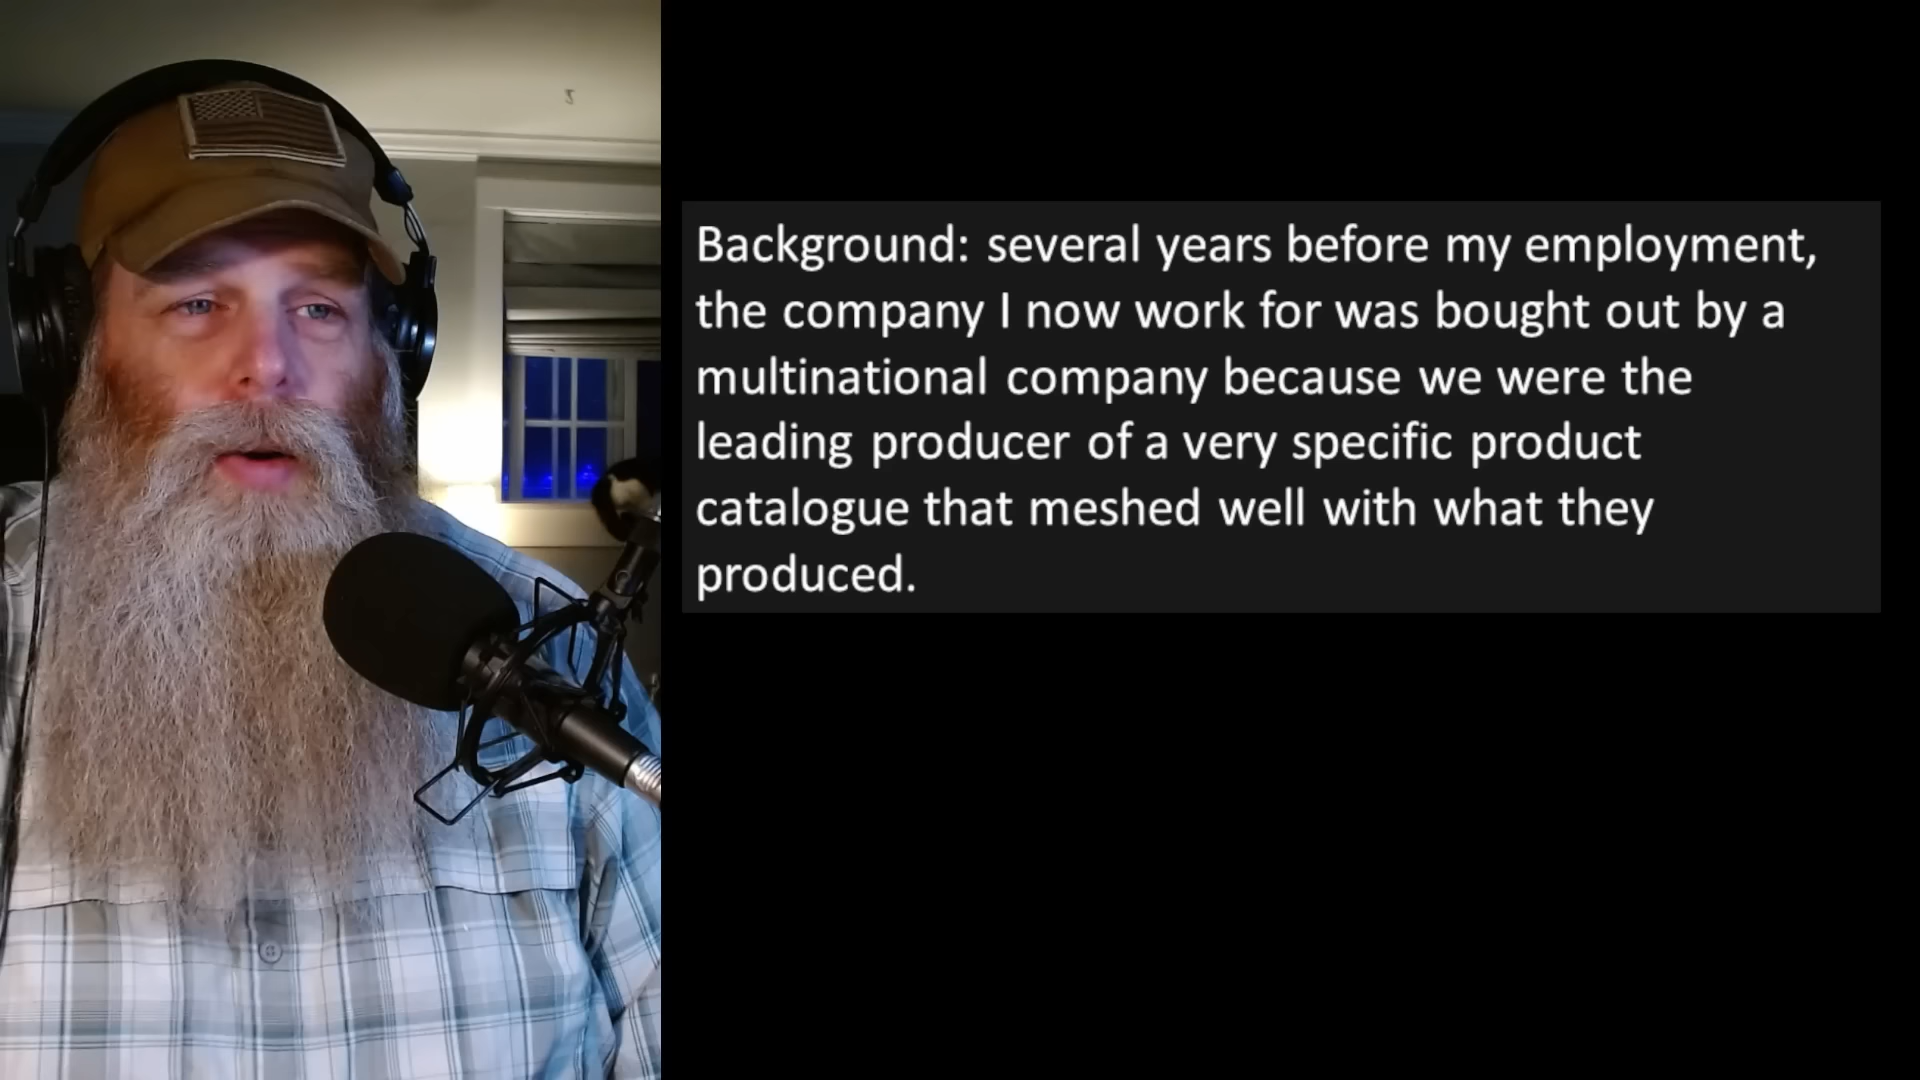 Background: several years before my employment,
the company I now work for was bought out by a
multinational company because we were the
leading producer of a very specific product
catalogue that meshed well with what they
produced.